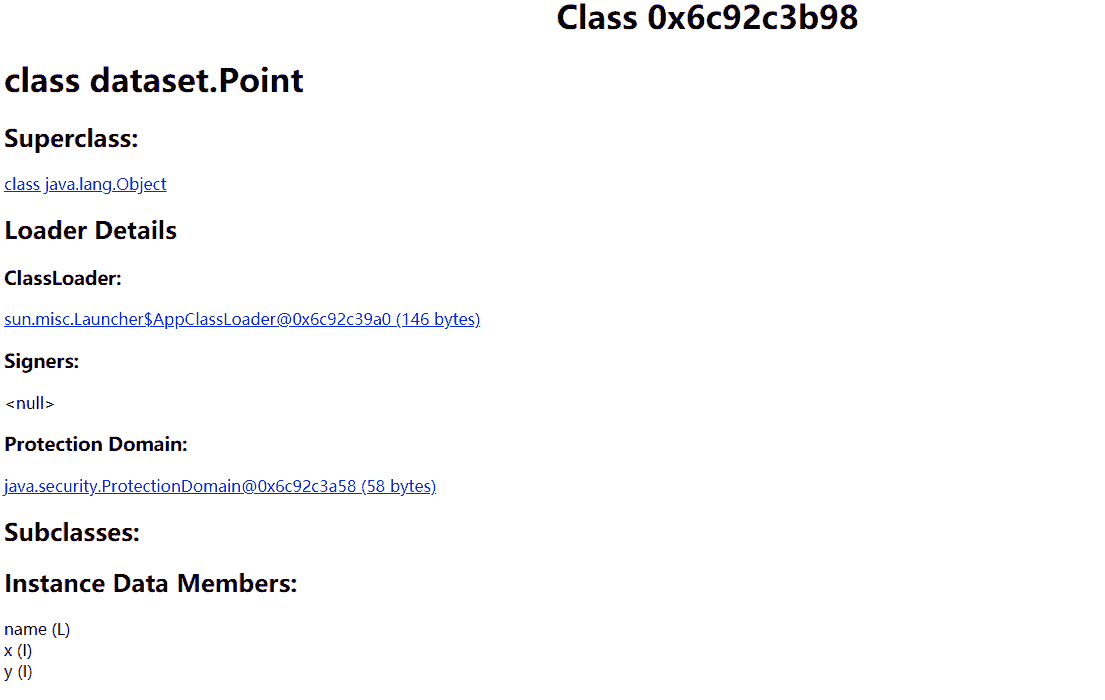 Class 0x6c92c3b98
class dataset.Point
Superclass:
class java.lang.Object
Loader Details
ClassLoader:
sun.misc.Launcher$AppClassLoader@0x6c92c39a0 (146 bytes)
Signers:
<null>
Protection Domain:
java.security.ProtectionDomain@0x6c92c3a58 (58 bytes)
Subclasses:
Instance Data Members:
name (L)
x (I)
y (I)